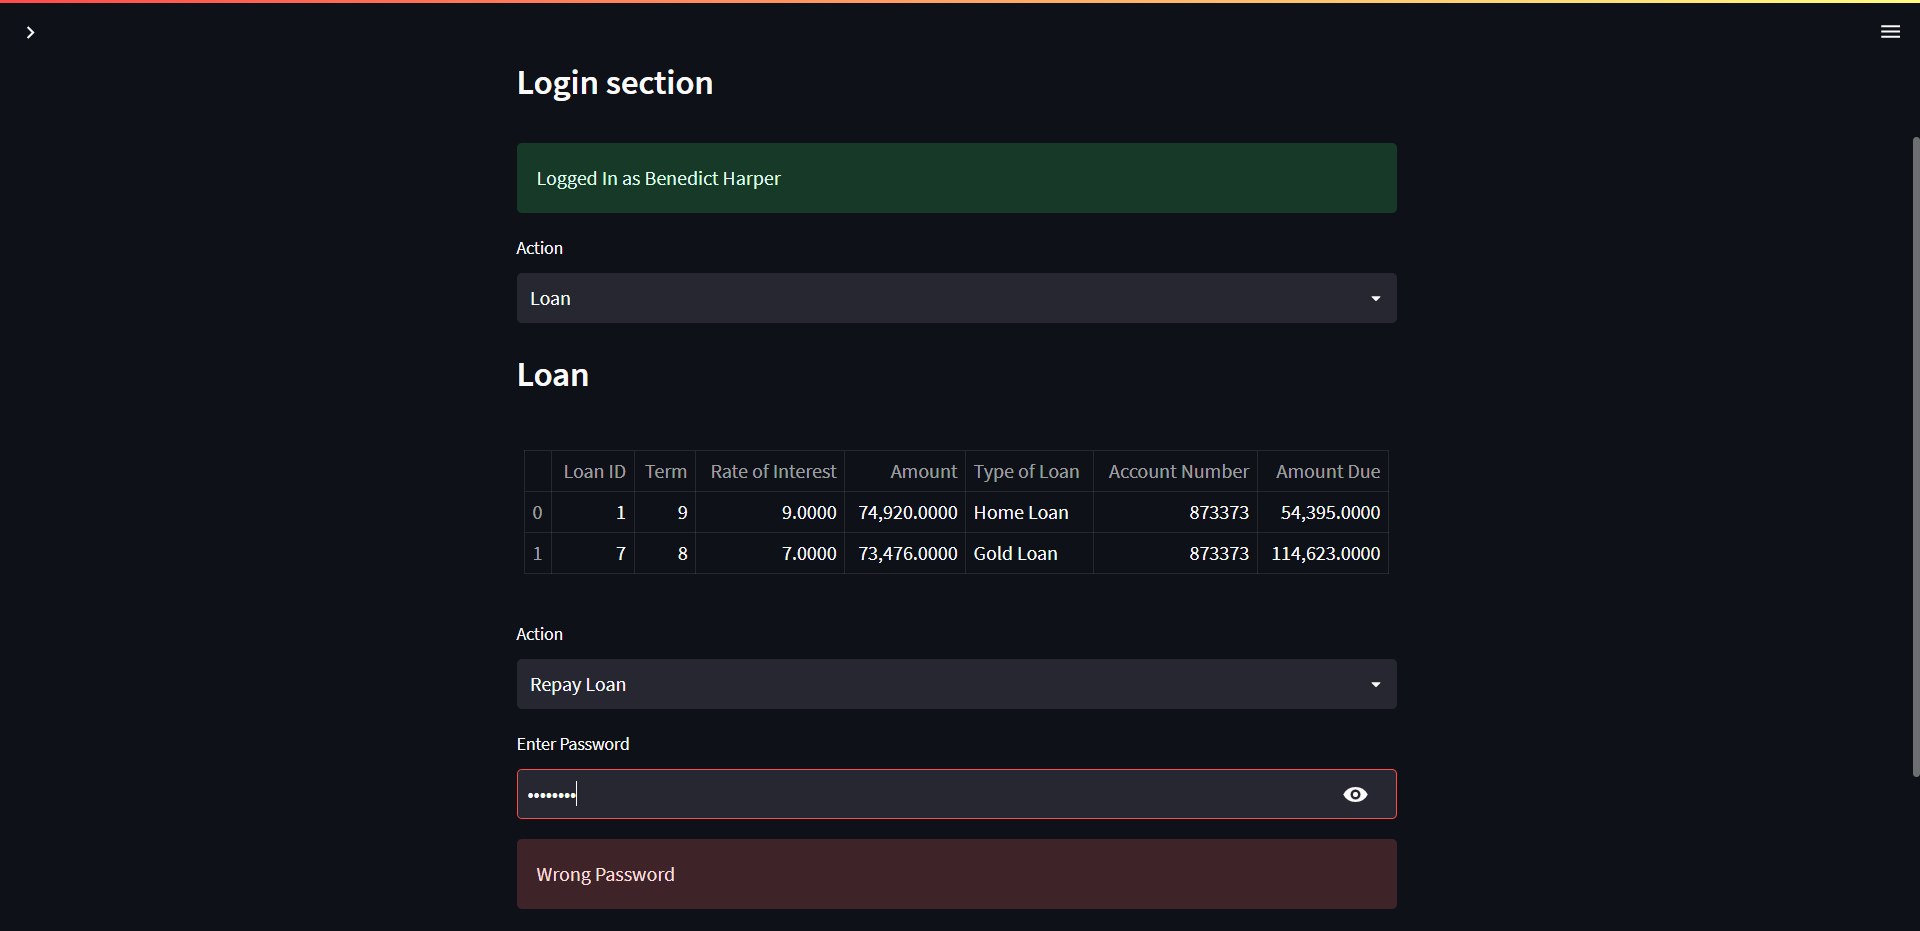 Login section
Logged In as Benedict Harper
Action
Loan
Loan
Loan ID Term Rate of Interest Amount Type of Loan Account Number Amount Due
0 1 9 9.0000 74,920.0000 Home Loan 873373 54,395.0000
1 7 8 7.0000 73,476.0000 Gold Loan 873373 114,623.0000
Action
Repay Loan
Enter Password
••••••••
Wrong Password